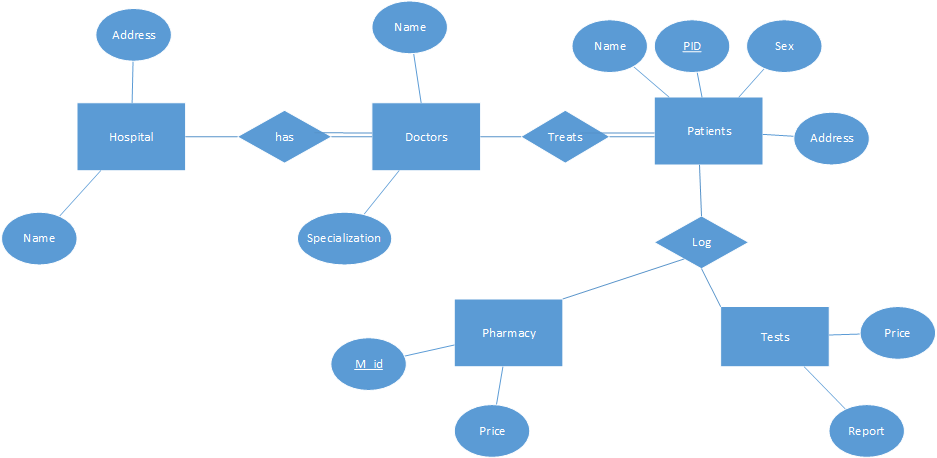 Name
Address
Name
PID
Sex
Hospital
has
Doctors
Treats
Patients
Address
Name
Specialization
Log
Pharmacy
Tests
Price
M_id
Price
Report